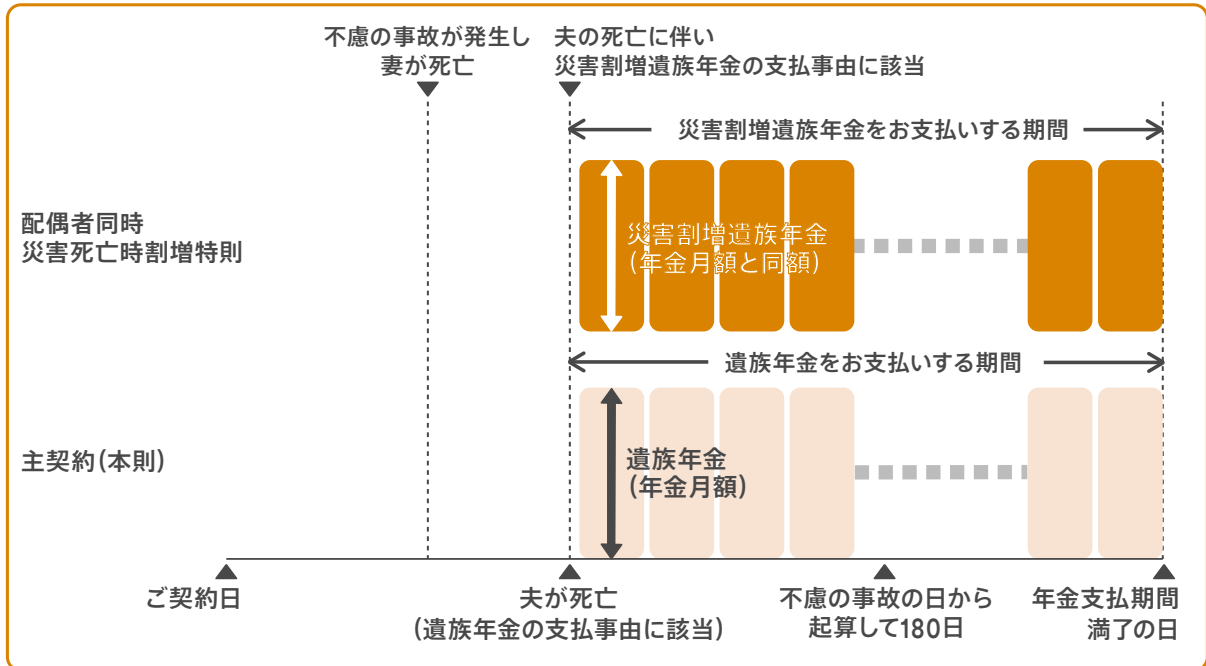 不慮の事故が発生し
妻が死亡
夫の死亡に伴い
災害割増遺族年金の支払事由に該当
災害割増遺族年金をお支払いする期間
配偶者同時
災害死亡時割増特則
災害割増遺族年金
(年金月額と同額)
遺族年金をお支払いする期間
主契約(本則)
遺族年金
(年金月額)
ご契約日
夫が死亡
(遺族年金の支払事由に該当)
不慮の事故の日から
起算して180日
年金支払期間
満了の日